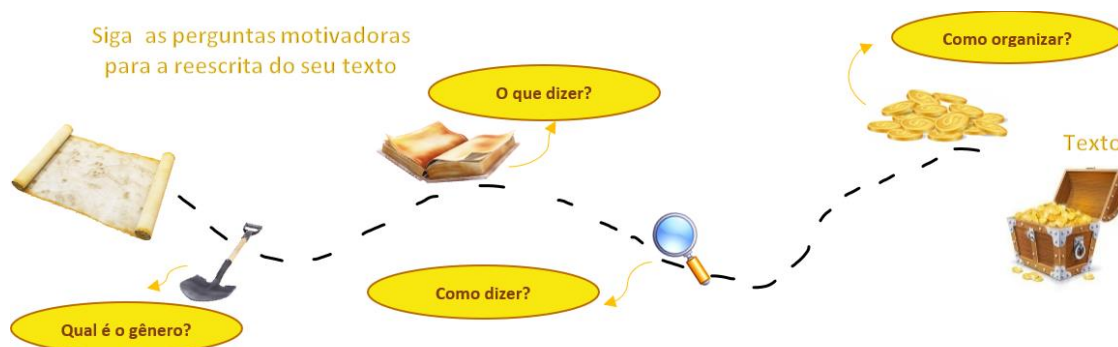 Siga as perguntas motivadoras
para a reescrita do seu texto
Qual é o gênero?
O que dizer?
Como dizer?
Como organizar?
Texto